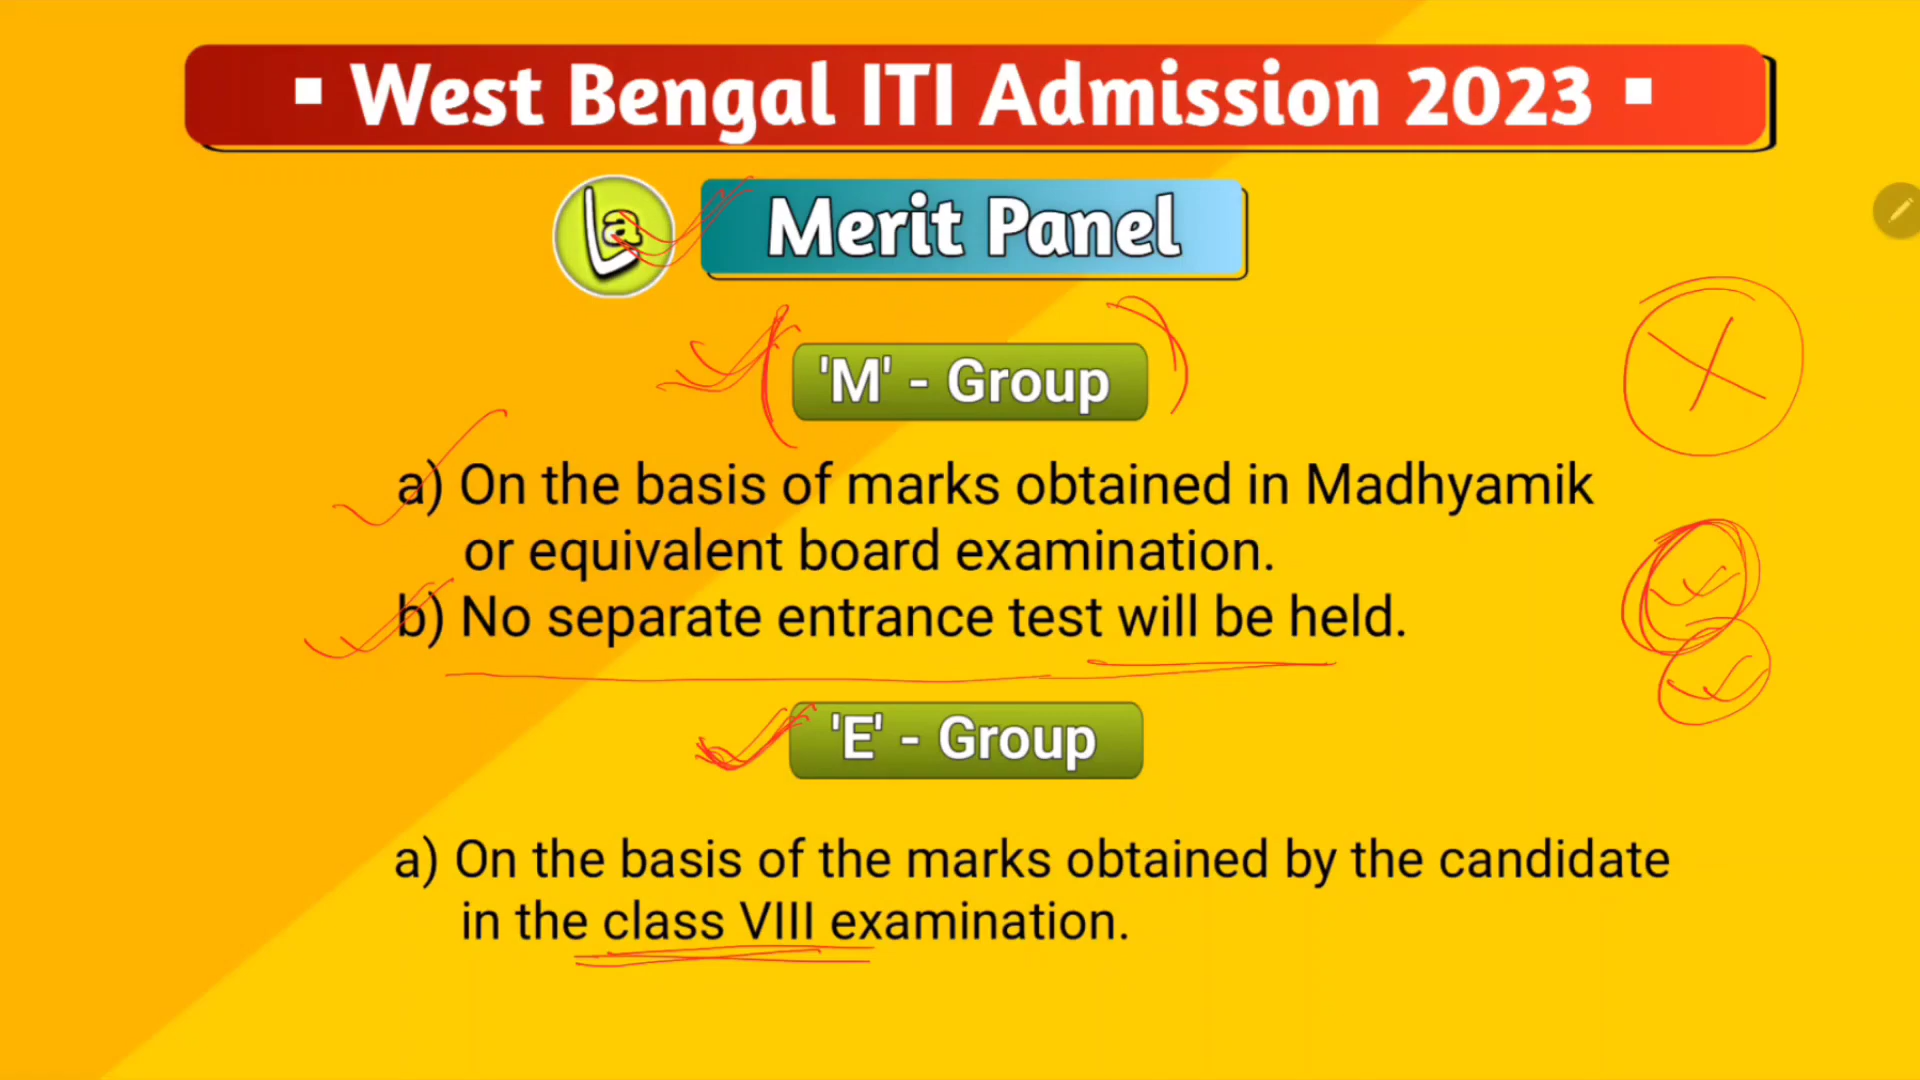 ▪ West Bengal ITI Admission 2023 ▪
La
Merit Panel
'M' - Group
a) On the basis of marks obtained in Madhyamik
or equivalent board examination.
b) No separate entrance test will be held.
'E' - Group
a) On the basis of the marks obtained by the candidate
in the class VIII examination.